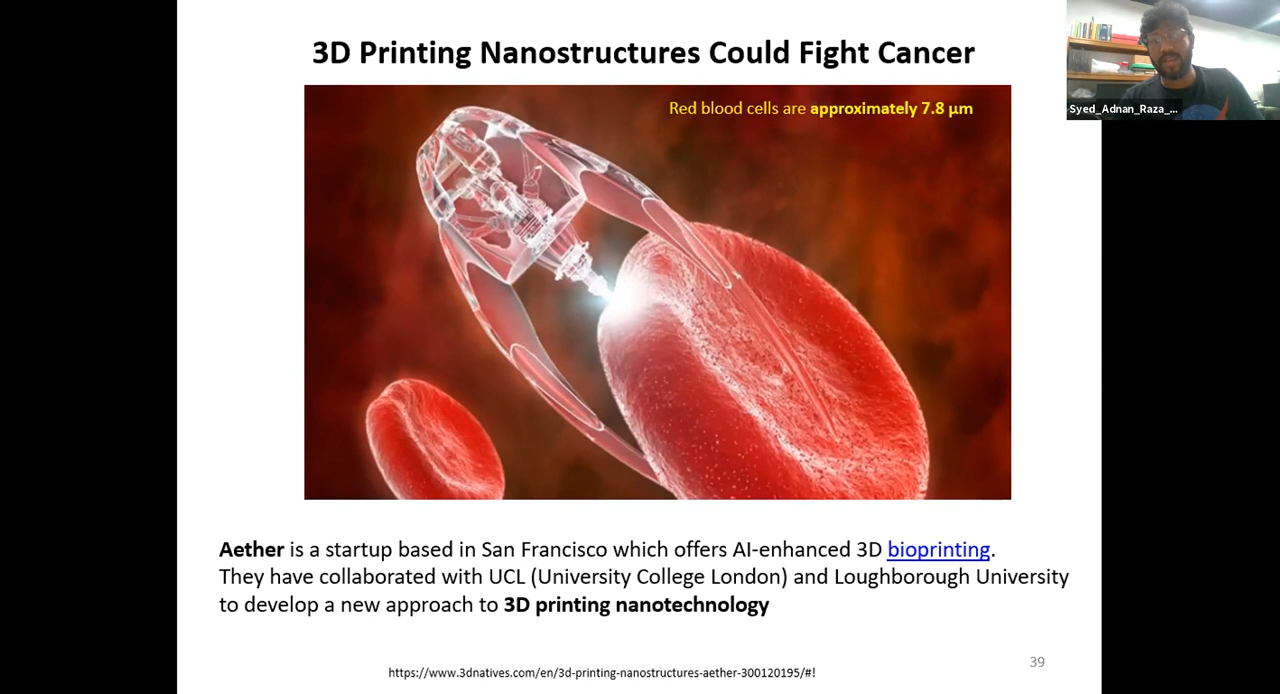 3D Printing Nanostructures Could Fight Cancer
Red blood cells are approximately 7.8 µm
Syed_Adnan_Raza_...
Aether is a startup based in San Francisco which offers AI-enhanced 3D bioprinting.
They have collaborated with UCL (University College London) and Loughborough University
to develop a new approach to 3D printing nanotechnology
https://www.3dnatives.com/en/3d-printing-nanostructures-aether-300120195/#!
39